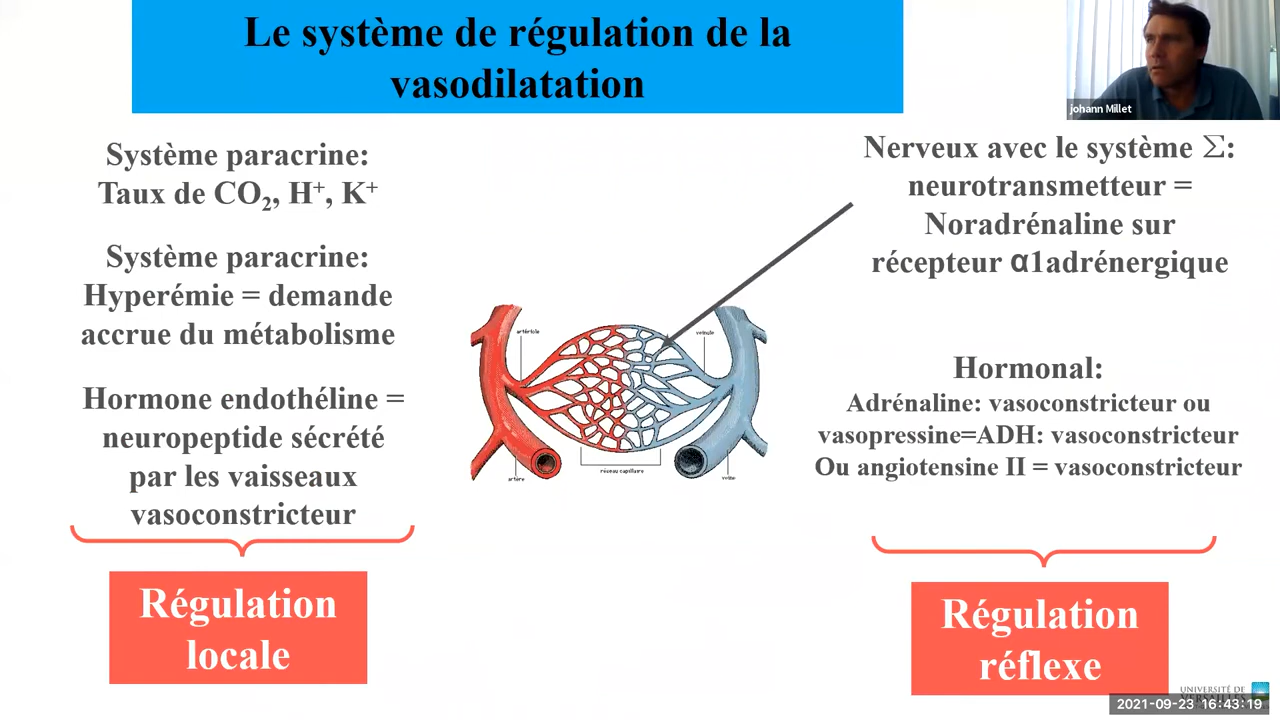 Le système de régulation de la
vasodilatation
johann Millet
Système paracrine:
Taux de CO₂, H⁺, K⁺
Système paracrine:
Hyperémie = demande
accrue du métabolisme
Hormone endothéline =
neuropeptide sécrété
par les vaisseaux
vasoconstricteur
Régulation
locale
artériole
veinule
artère
réseau capillaire
veine
Nerveux avec le système Σ:
neurotransmetteur =
Noradrénaline sur
récepteur α1adrénergique
Hormonal:
Adrénaline: vasoconstricteur ou
vasopressine=ADH: vasoconstricteur
Ou angiotensine II = vasoconstricteur
Régulation
réflexe
UNIVERSITÉ DE
2021-09-23 16:43:19